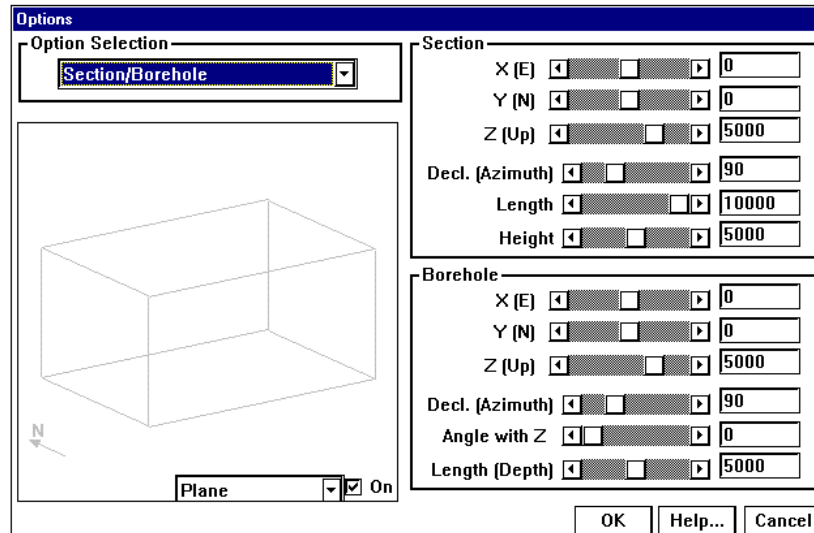 Options
Option Selection
Section/Borehole
N
Plane
On
Section
X (E) 0
Y (N) 0
Z (Up) 5000
Decl. (Azimuth) 90
Length 10000
Height 5000
Borehole
X (E) 0
Y (N) 0
Z (Up) 5000
Decl. (Azimuth) 90
Angle with Z 0
Length (Depth) 5000
OK Help... Cancel